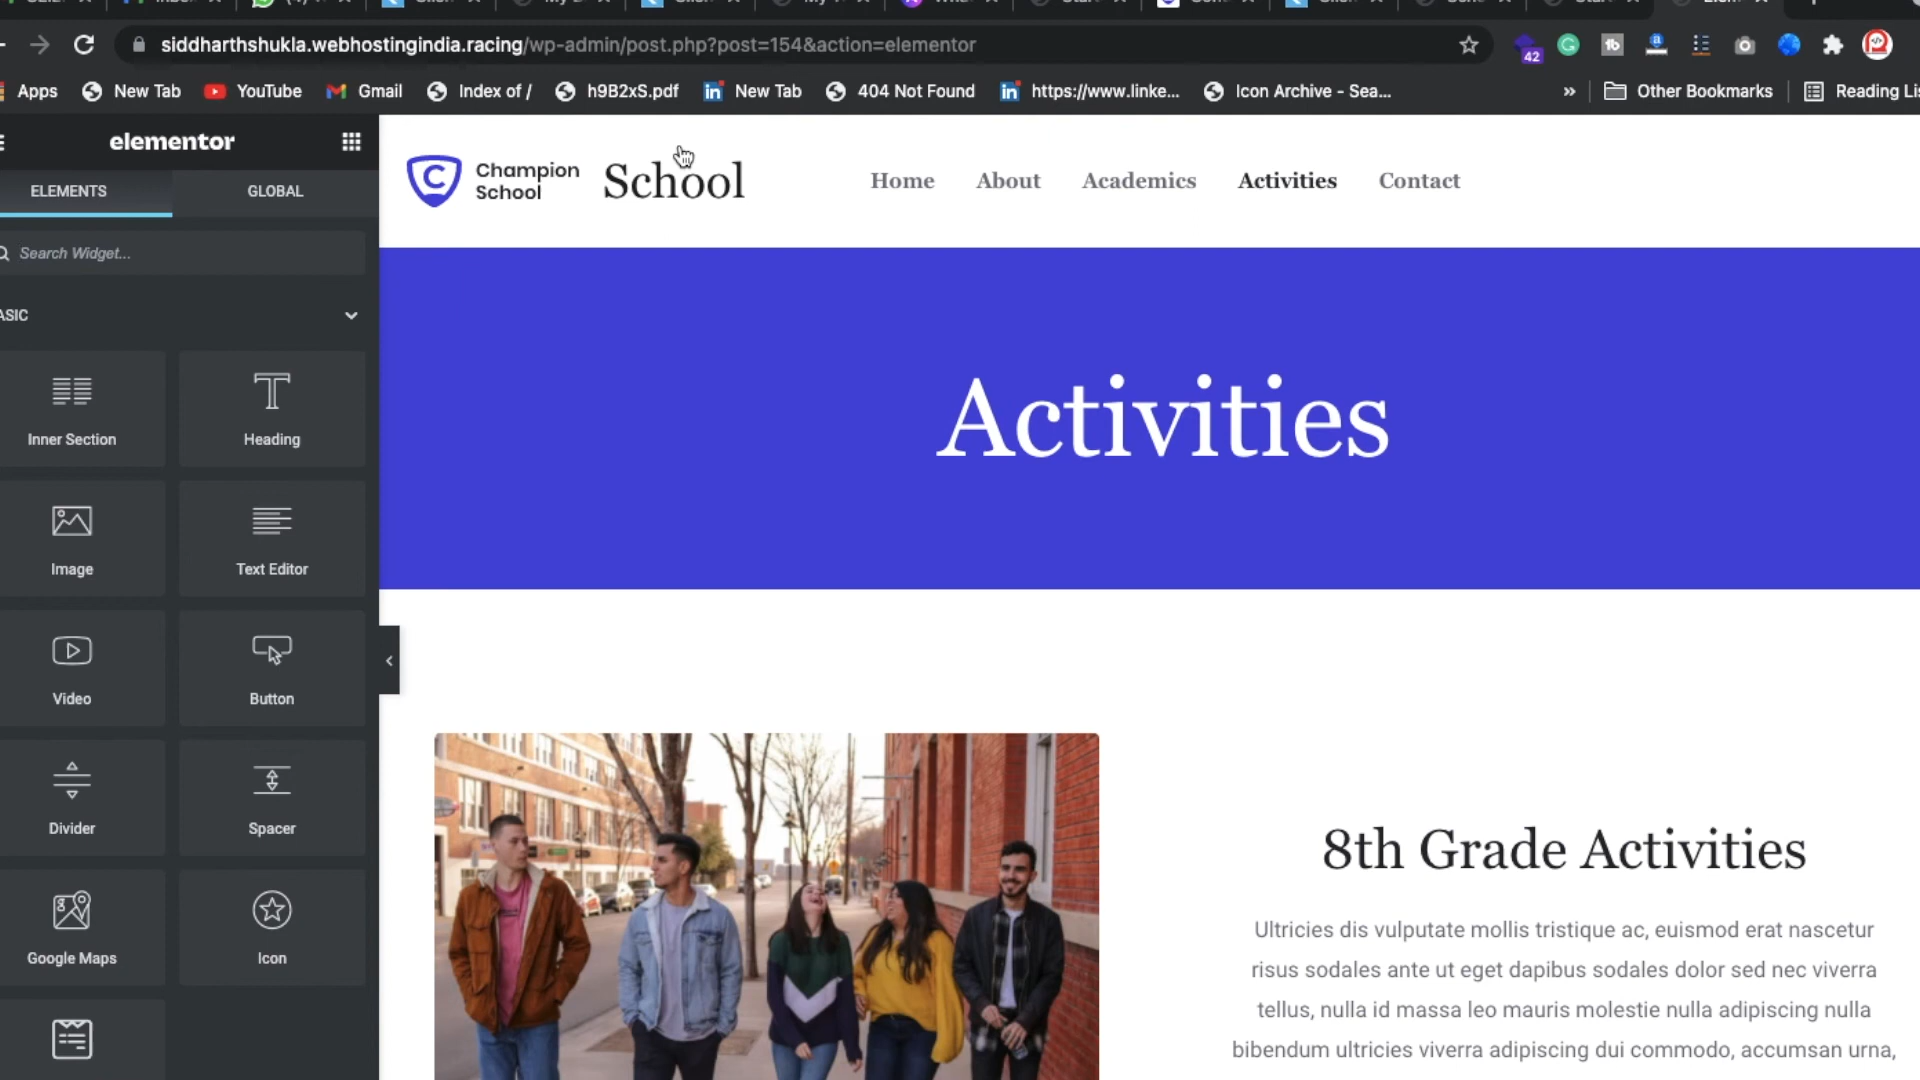 siddharthshukla.webhostingindia.racing/wp-admin/post.php?post=154&action=elementor
42
Apps New Tab YouTube Gmail Index of / h9B2xS.pdf New Tab 404 Not Found https://www.linke... Icon Archive - Sea... » Other Bookmarks Reading Lis
elementor
ELEMENTS GLOBAL
Search Widget...
ASIC
Inner Section Heading
Image Text Editor
Video Button
Divider Spacer
Google Maps Icon
Champion
School
School
Home About Academics Activities Contact
Activities
8th Grade Activities
Ultricies dis vulputate mollis tristique ac, euismod erat nascetur
risus sodales ante ut eget dapibus sodales dolor sed nec viverra
tellus, nulla id massa leo mauris molestie nulla adipiscing nulla
bibendum ultricies viverra adipiscing dui commodo, accumsan urna,